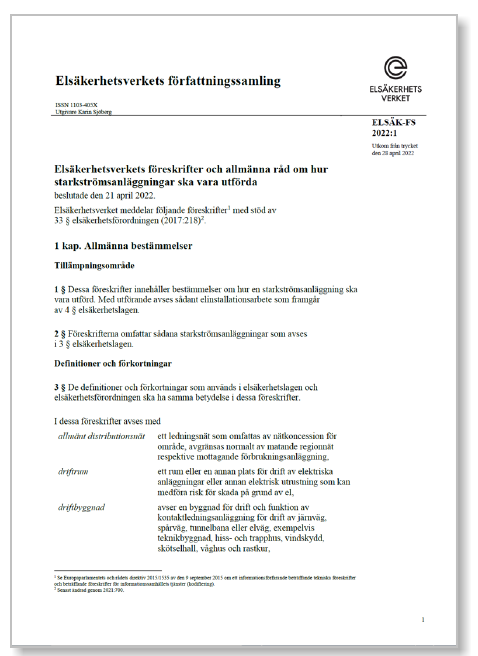 Elsäkerhetsverkets författningssamling
ELSÄKERHETS
VERKET
ISSN 1103-405X
Utgivare Karin Sjöberg
ELSÄK-FS
2022:1
Utkom från trycket
den 28 april 2022
Elsäkerhetsverkets föreskrifter och allmänna råd om hur
starkströmsanläggningar ska vara utförda
beslutade den 21 april 2022.
Elsäkerhetsverket meddelar följande föreskrifter¹ med stöd av
33 § elsäkerhetsförordningen (2017:218)².
1 kap. Allmänna bestämmelser
Tillämpningsområde
1 § Dessa föreskrifter innehåller bestämmelser om hur en starkströmsanläggning ska
vara utförd. Med utförande avses sådant elinstallationsarbete som framgår
av 4 § elsäkerhetslagen.
2 § Föreskrifterna omfattar sådana starkströmsanläggningar som avses
i 3 § elsäkerhetslagen.
Definitioner och förkortningar
3 § De definitioner och förkortningar som används i elsäkerhetslagen och
elsäkerhetsförordningen ska ha samma betydelse i dessa föreskrifter.
I dessa föreskrifter avses med
allmänt distributionsnät ett ledningsnät som omfattas av nätkoncession för
område, avgränsas normalt av matande regionnät
respektive mottagande förbrukningsanläggning,
driftrum ett rum eller en annan plats för drift av elektriska
anläggningar eller annan elektrisk utrustning som kan
medföra risk för skada på grund av el,
driftbyggnad avser en byggnad för drift och funktion av
kontaktledningsanläggning för drift av järnväg,
spårväg, tunnelbana eller elväg, exempelvis
teknikbyggnad, hiss- och trapphus, vindskydd,
skötselhall, våghus och rastkur,
¹ Se Europaparlamentets och rådets direktiv 2015/1535 av den 9 september 2015 om ett informationsförfarande beträffande tekniska föreskrifter
och beträffande föreskrifter för informationssamhällets tjänster (kodifiering).
² Senast ändrad genom 2021:709.
1